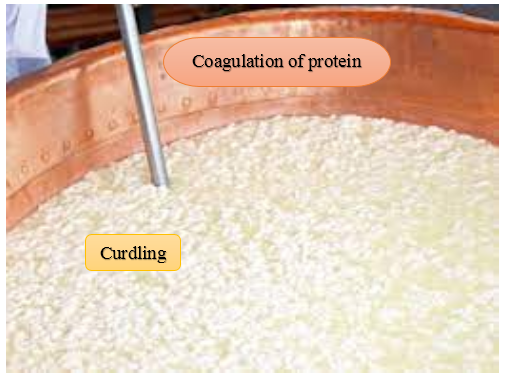 Coagulation of protein
Curdling